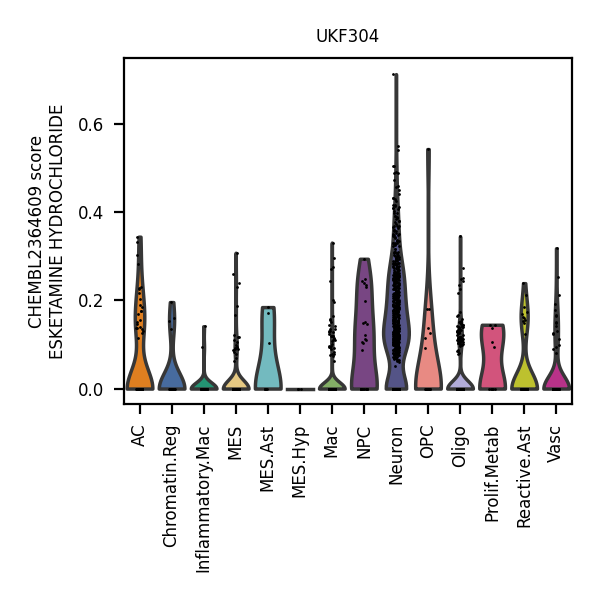 UKF304
CHEMBL2364609 score
ESKETAMINE HYDROCHLORIDE
0.6
0.4
0.2
0.0
AC
Chromatin.Reg
Inflammatory.Mac
MES
MES.Ast
MES.Hyp
Mac
NPC
Neuron
OPC
Oligo
Prolif.Metab
Reactive.Ast
Vasc